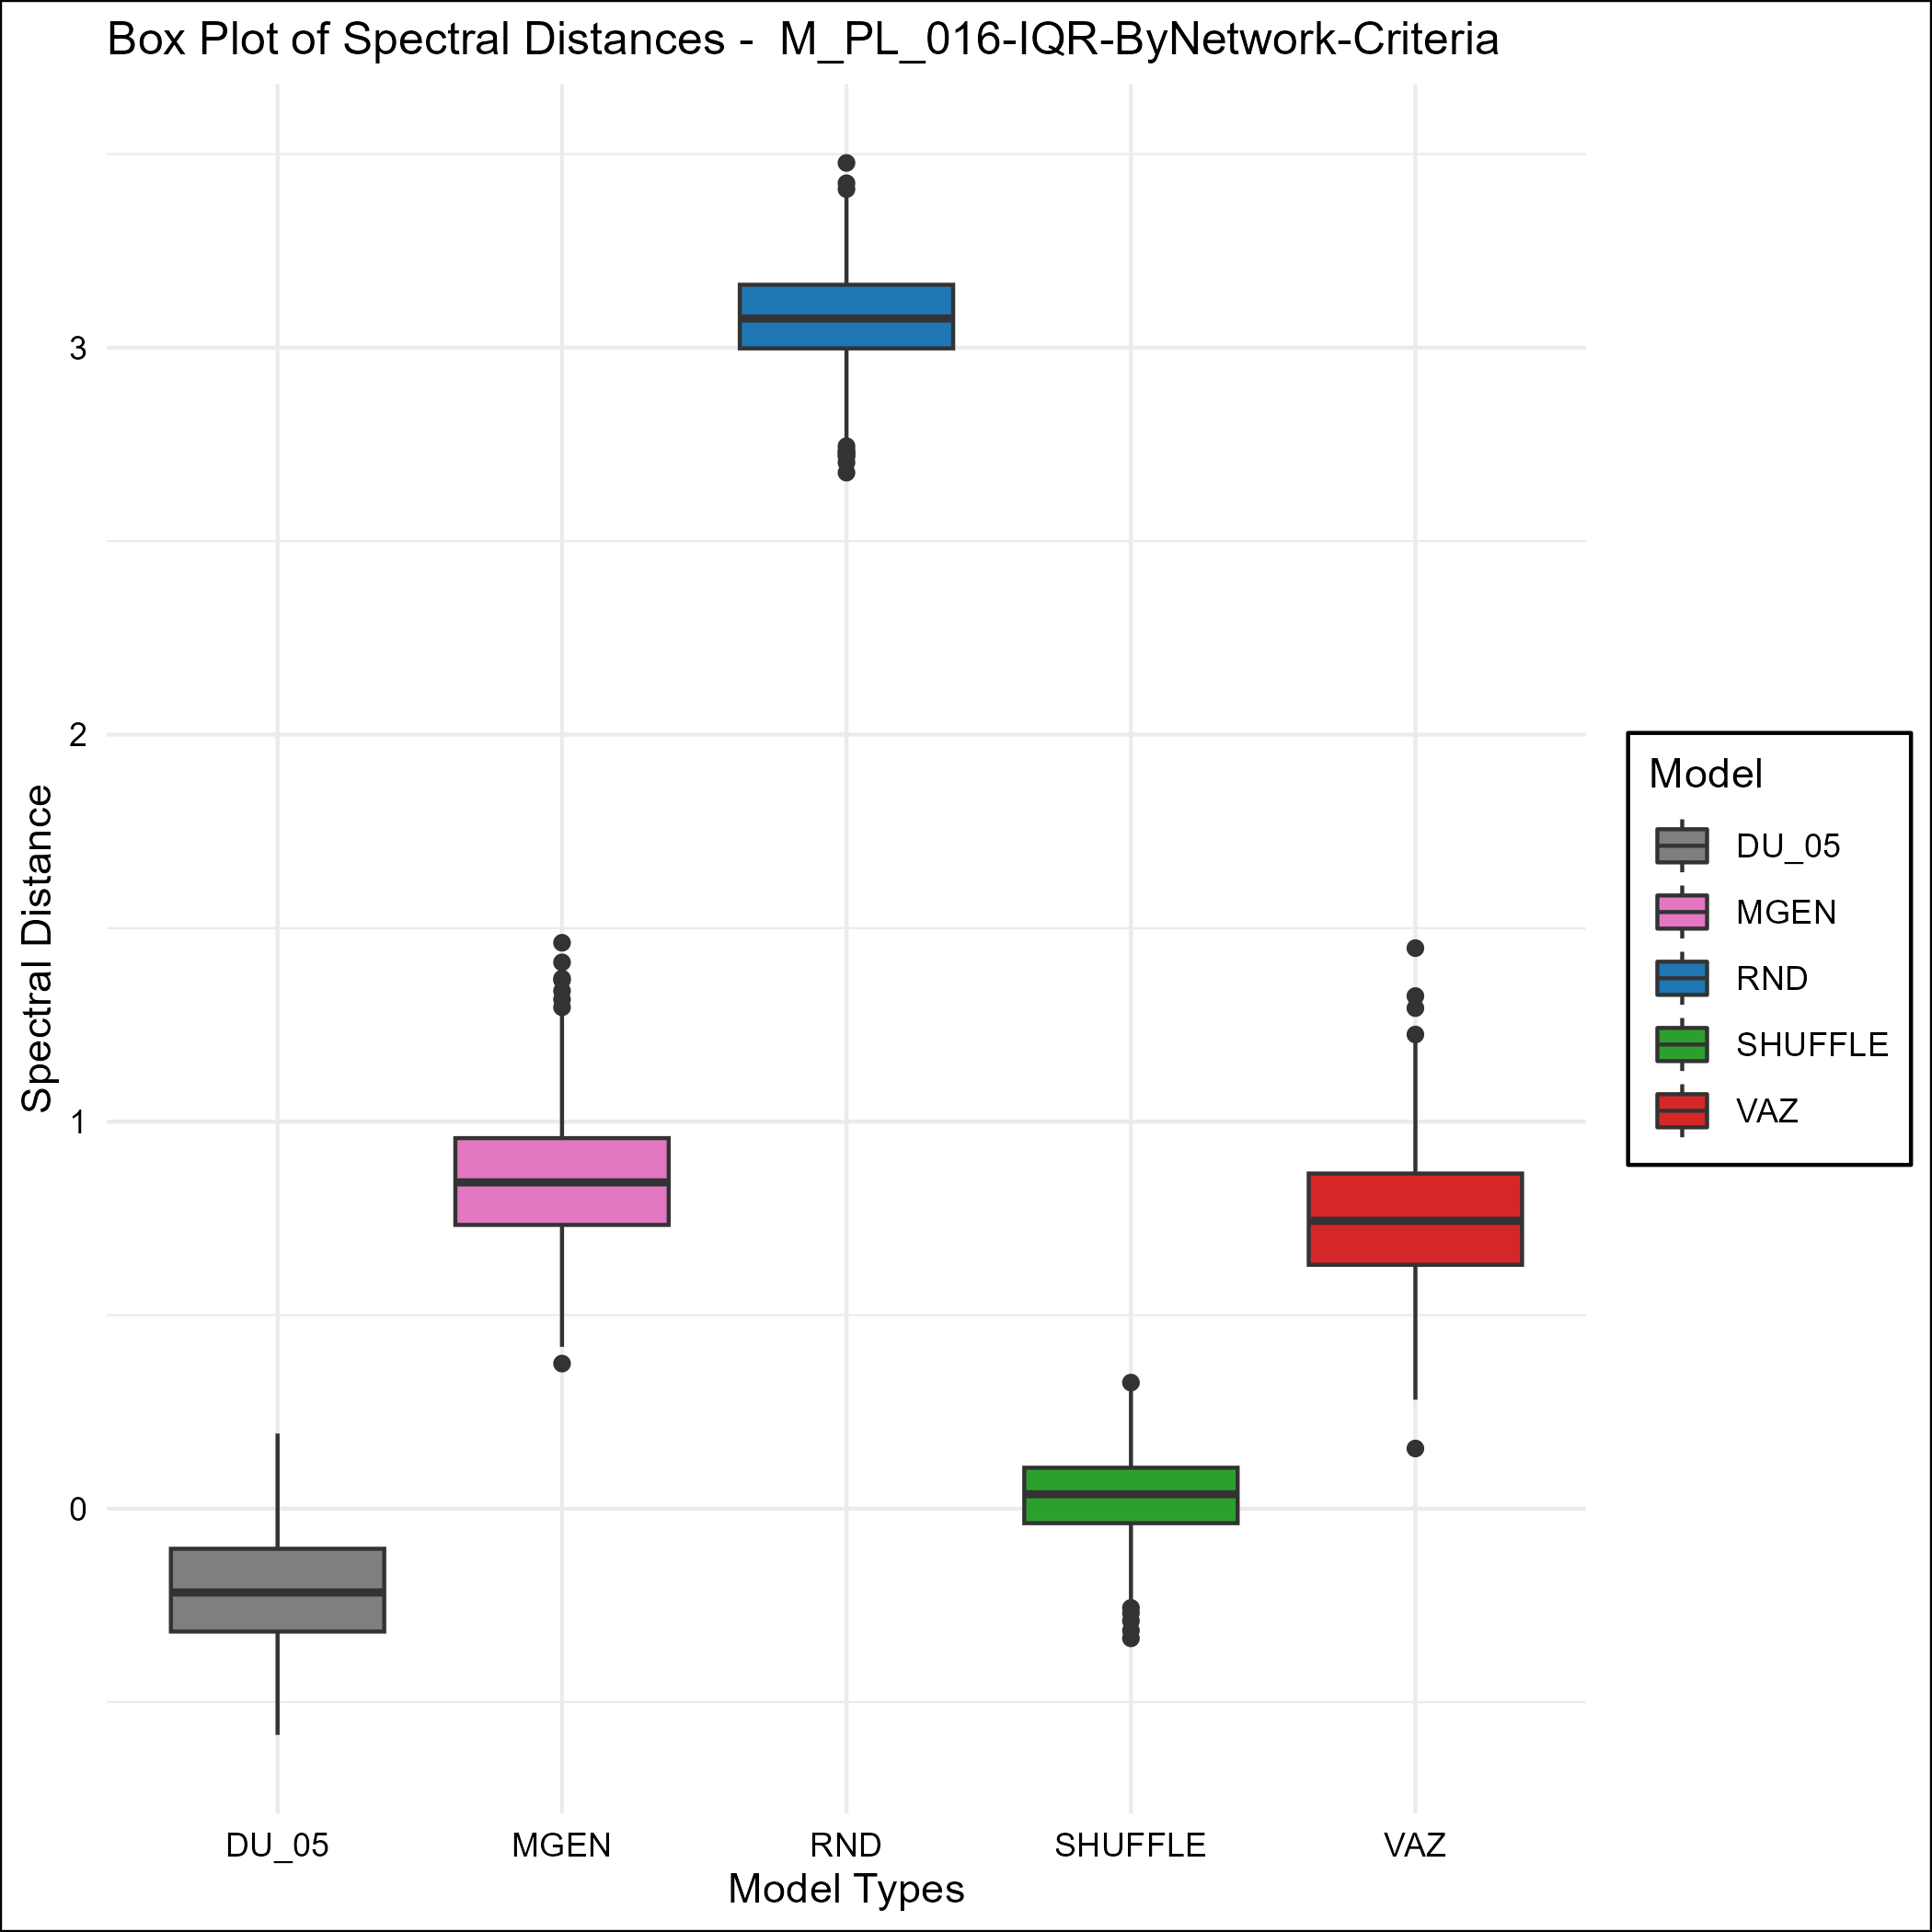 Box Plot of Spectral Distances -  M_PL_016-IQR-ByNetwork-Criteria
Spectral Distance
3
2
1
0
DU_05 MGEN RND SHUFFLE VAZ
Model Types
Model
DU_05
MGEN
RND
SHUFFLE
VAZ